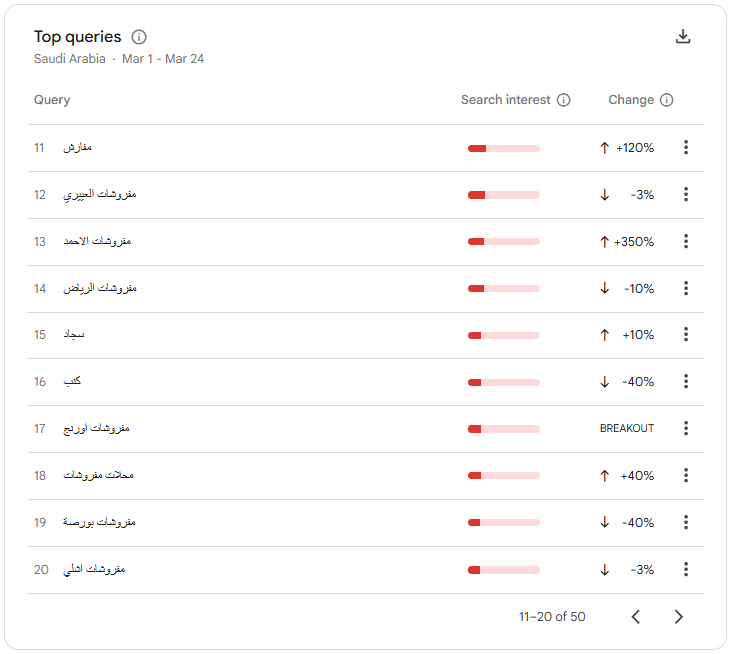 Top queries
Saudi Arabia · Mar 1 - Mar 24
Query Search interest Change
11 مفارش +120%
12 مفروشات العييري -3%
13 مفروشات الاحمد +350%
14 مفروشات الرياض -10%
15 سجاد +10%
16 كنب -40%
17 مفروشات اورنج BREAKOUT
18 محلات مفروشات +40%
19 مفروشات بورصة -40%
20 مفروشات اشلي -3%
11–20 of 50